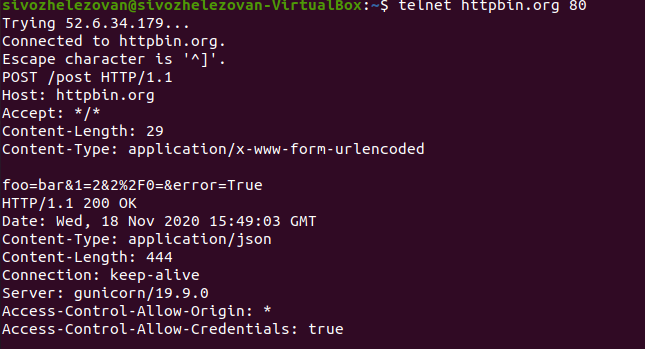 sivozhelezovan@sivozhelezovan-VirtualBox:~$ telnet httpbin.org 80
Trying 52.6.34.179...
Connected to httpbin.org.
Escape character is '^]'.
POST /post HTTP/1.1
Host: httpbin.org
Accept: */*
Content-Length: 29
Content-Type: application/x-www-form-urlencoded

foo=bar&1=2&2%2F0=&error=True
HTTP/1.1 200 OK
Date: Wed, 18 Nov 2020 15:49:03 GMT
Content-Type: application/json
Content-Length: 444
Connection: keep-alive
Server: gunicorn/19.9.0
Access-Control-Allow-Origin: *
Access-Control-Allow-Credentials: true